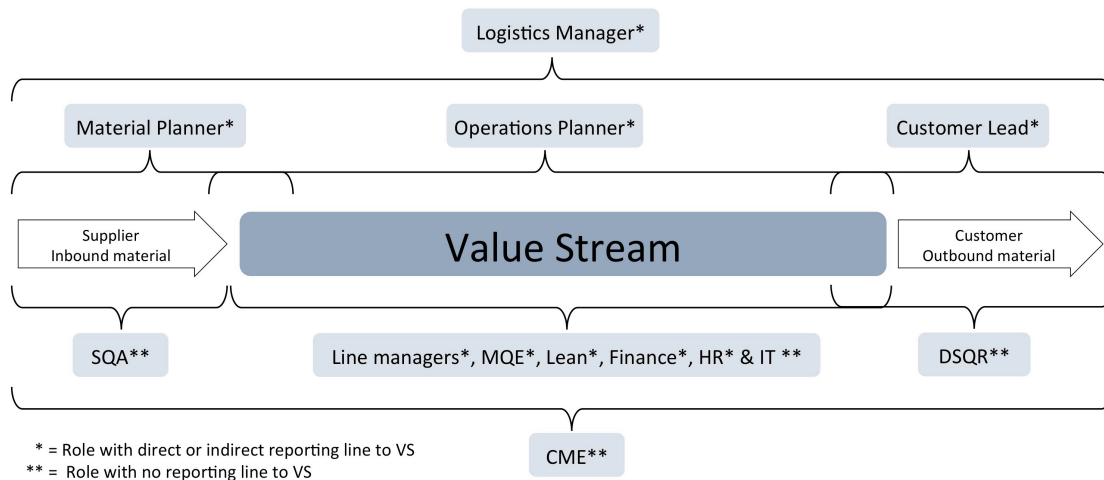 Logistics Manager*
Material Planner*
Operations Planner*
Customer Lead*
Supplier
Inbound material
Value Stream
Customer
Outbound material
SQA**
Line managers*, MQE*, Lean*, Finance*, HR* & IT **
DSQR**
CME**
* = Role with direct or indirect reporting line to VS
** = Role with no reporting line to VS